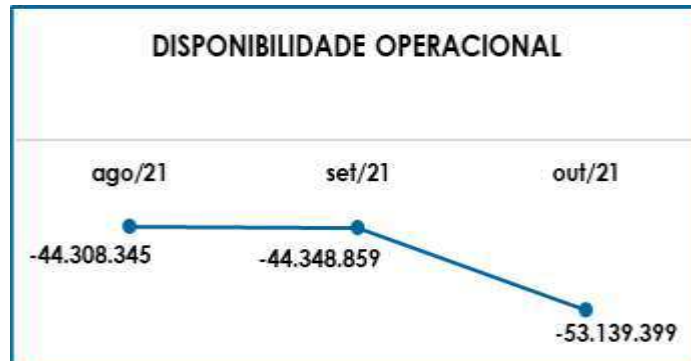 DISPONIBILIDADE OPERACIONAL
ago/21 set/21 out/21
-44.308.345 -44.348.859
-53.139.399